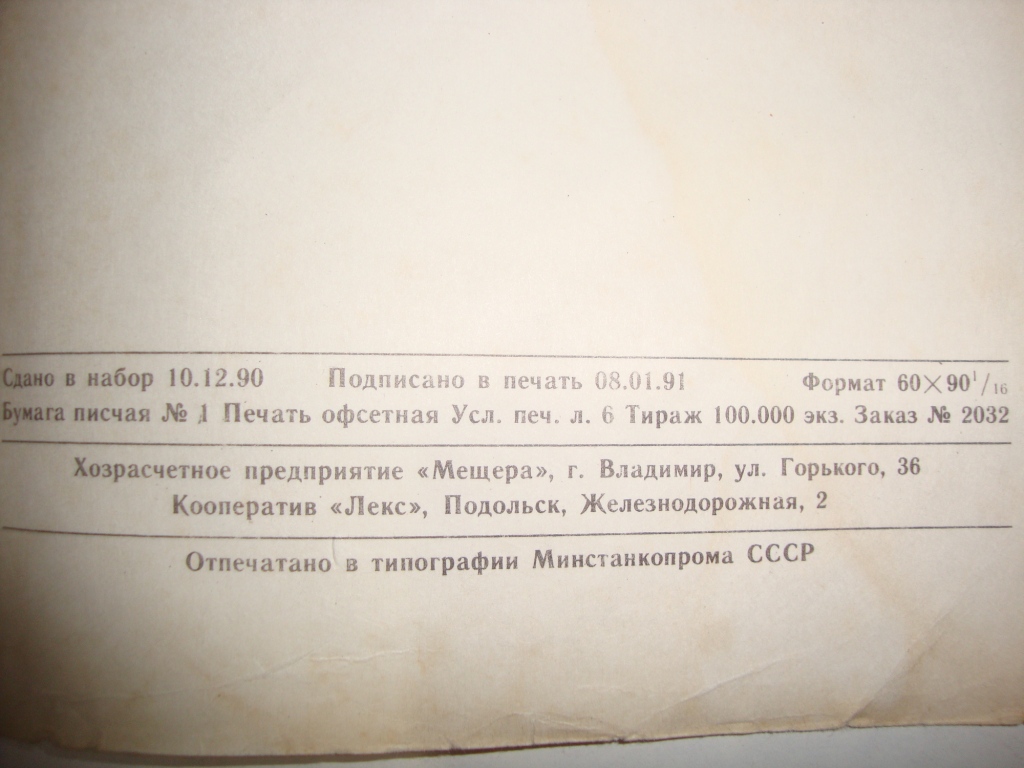 Сдано в набор 10.12.90 Подписано в печать 08.01.91 Формат 60×90¹/₁₆
Бумага писчая № 1 Печать офсетная Усл. печ. л. 6 Тираж 100.000 экз. Заказ № 2032
Хозрасчетное предприятие «Мещера», г. Владимир, ул. Горького, 36
Кооператив «Лекс», Подольск, Железнодорожная, 2
Отпечатано в типографии Минстанкопрома СССР